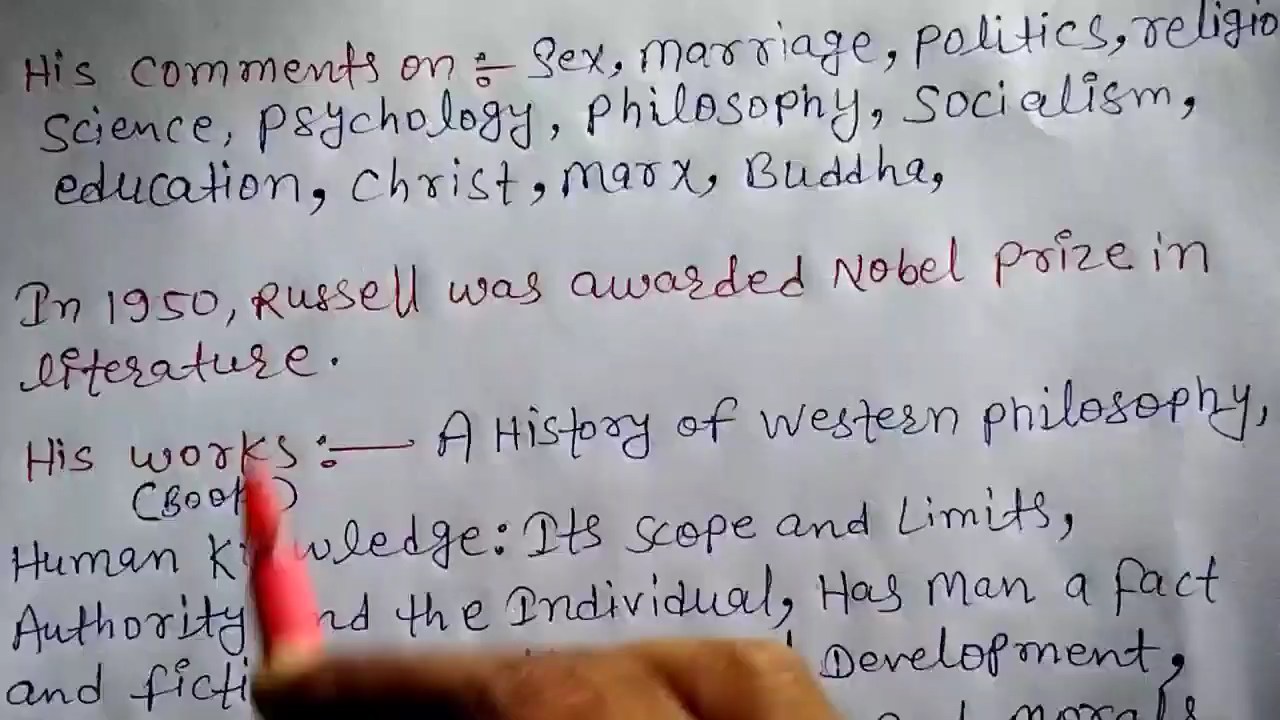 His comments on :- Sex, marriage, politics, religio
science, psychology, philosophy, socialism,
education, christ, marx, Buddha,
In 1950, Russell was awarded Nobel prize in
literature.
His works :— A History of western philosophy,
(Book)
Human Knowledge: Its scope and Limits,
Authority and the Individual, Has man a fact
and ficti Development,
morals